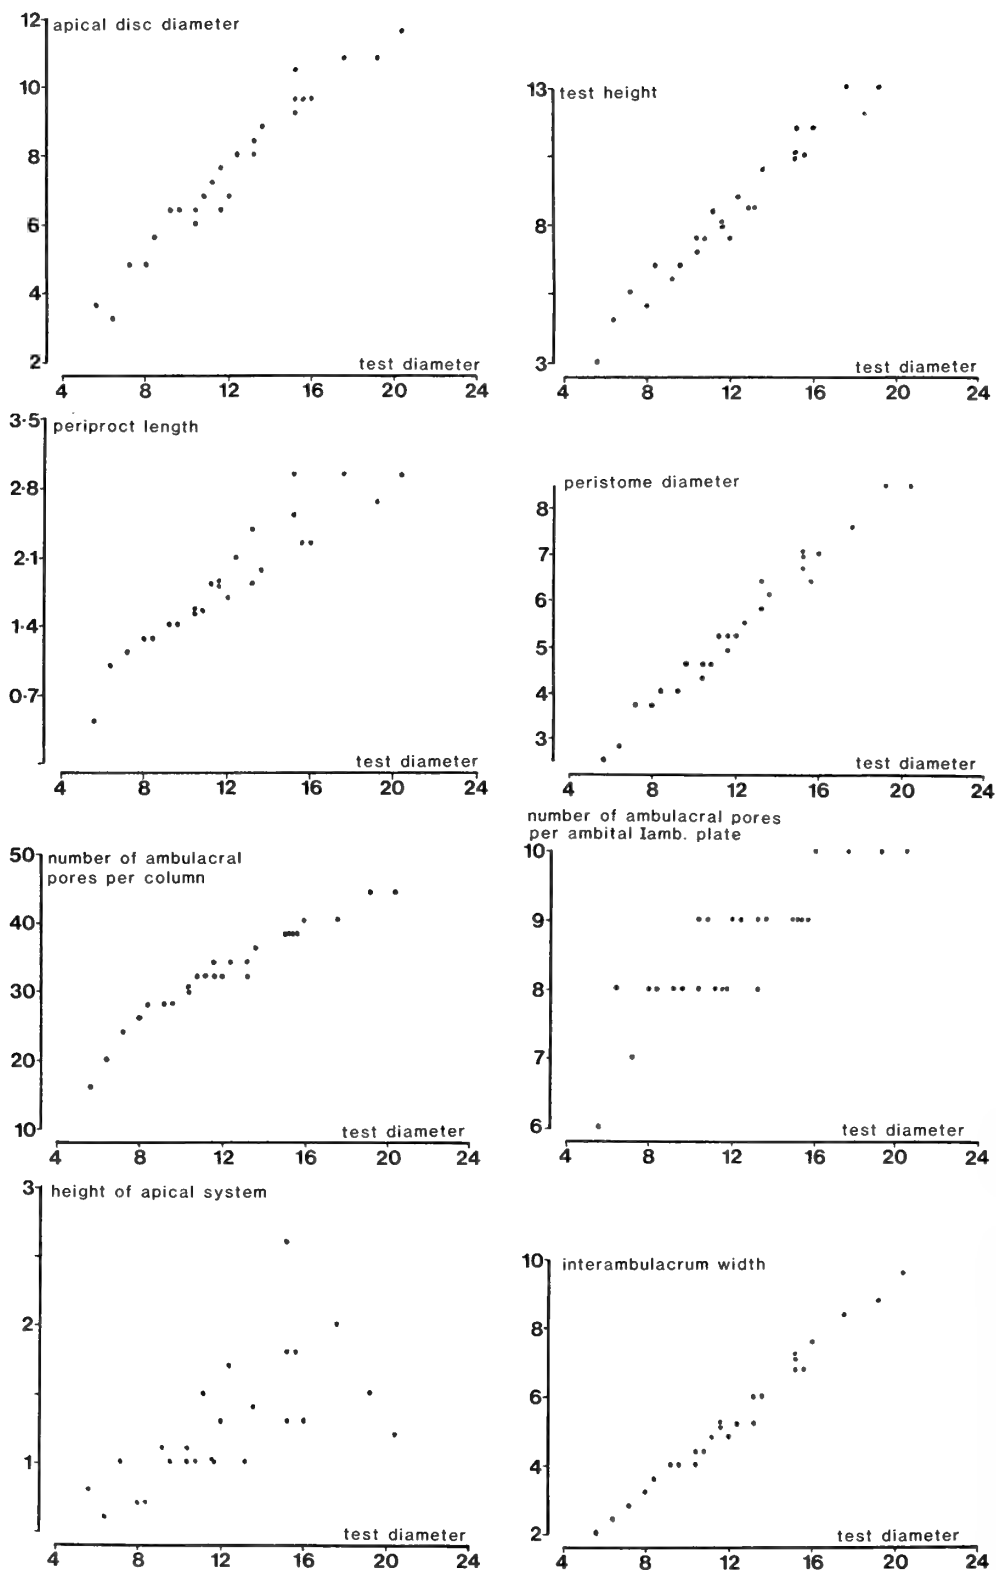 apical disc diameter
12
10
8
6
4
2
test diameter
4 8 12 16 20 24
test height
13
8
3
test diameter
4 8 12 16 20 24
periproct length
3·5
2·8
2·1
1·4
0·7
test diameter
4 8 12 16 20 24
peristome diameter
8
7
6
5
4
3
test diameter
4 8 12 16 20 24
number of ambulacral
pores per column
50
40
30
20
10
test diameter
4 8 12 16 20 24
number of ambulacral pores
per ambital Iamb. plate
10
9
8
7
6
test diameter
4 8 12 16 20 24
height of apical system
3
2
1
test diameter
4 8 12 16 20 24
interambulacrum width
10
8
6
4
2
test diameter
4 8 12 16 20 24